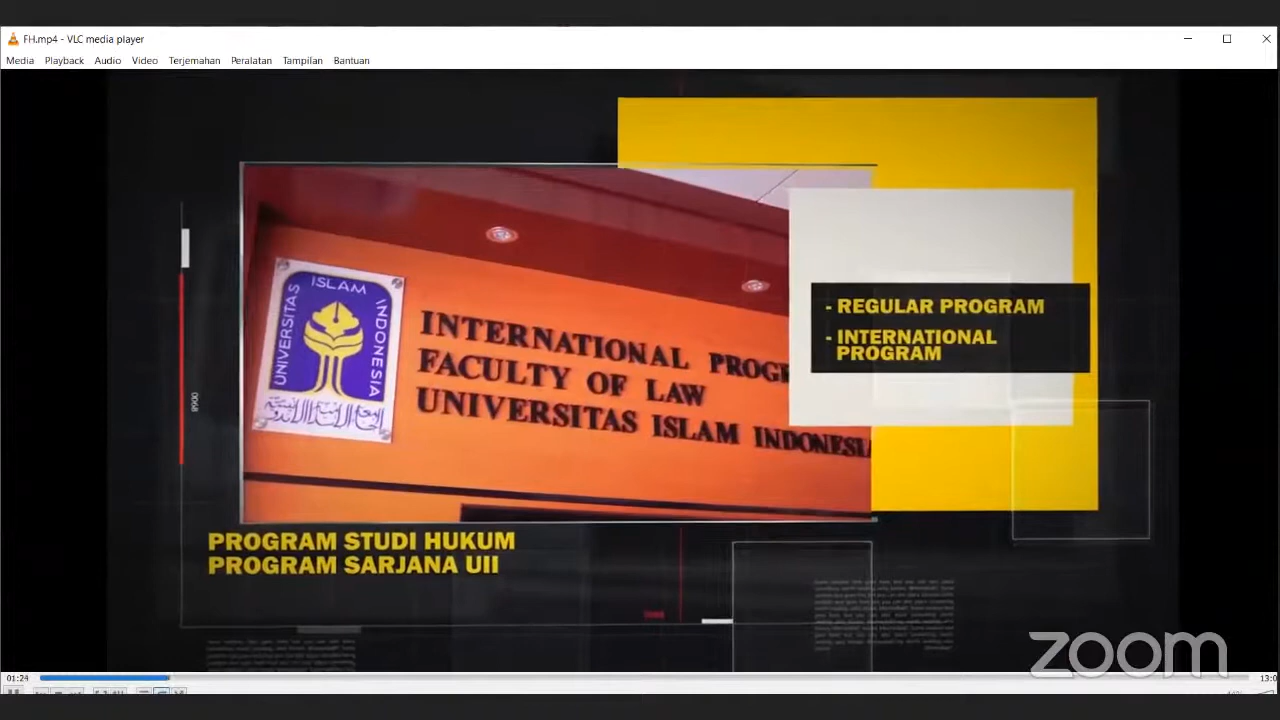 FH.mp4 - VLC media player
Media Playback Audio Video Terjemahan Peralatan Tampilan Bantuan
UNIVERSITAS ISLAM INDONESIA
INTERNATIONAL PROG
FACULTY OF LAW
UNIVERSITAS ISLAM INDONESIA
- REGULAR PROGRAM
- INTERNATIONAL
PROGRAM
PROGRAM STUDI HUKUM
PROGRAM SARJANA UII
zoom
01:24